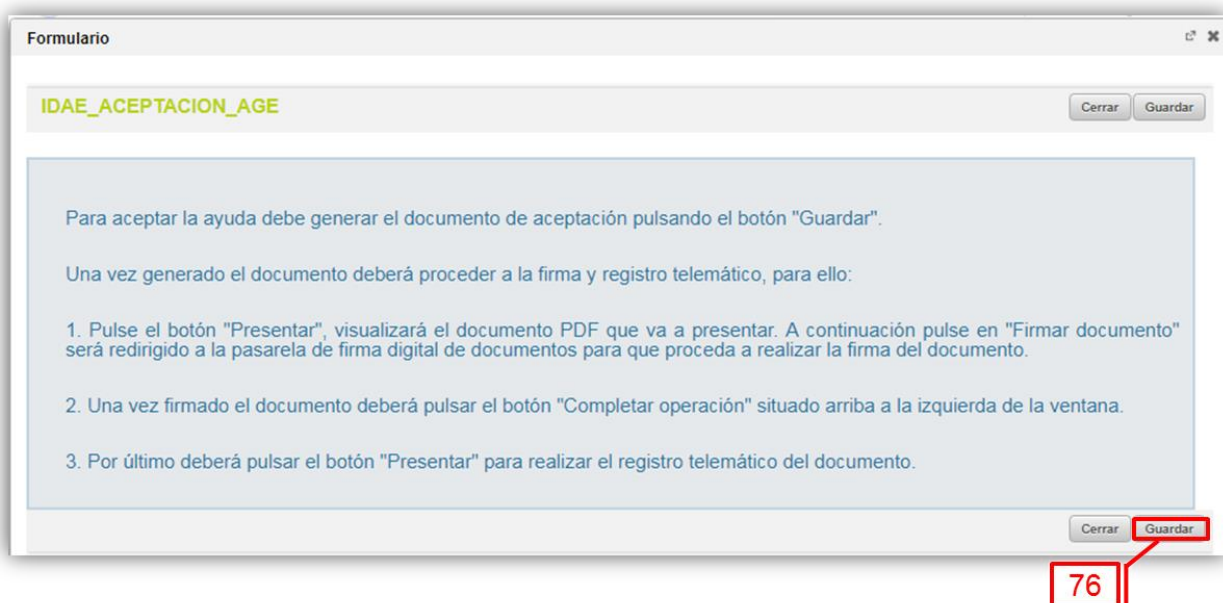 Formulario
IDAE_ACEPTACION_AGE
Cerrar Guardar
Para aceptar la ayuda debe generar el documento de aceptación pulsando el botón "Guardar".
Una vez generado el documento deberá proceder a la firma y registro telemático, para ello:
1. Pulse el botón "Presentar", visualizará el documento PDF que va a presentar. A continuación pulse en "Firmar documento"
será redirigido a la pasarela de firma digital de documentos para que proceda a realizar la firma del documento.
2. Una vez firmado el documento deberá pulsar el botón "Completar operación" situado arriba a la izquierda de la ventana.
3. Por último deberá pulsar el botón "Presentar" para realizar el registro telemático del documento.
Cerrar Guardar
76